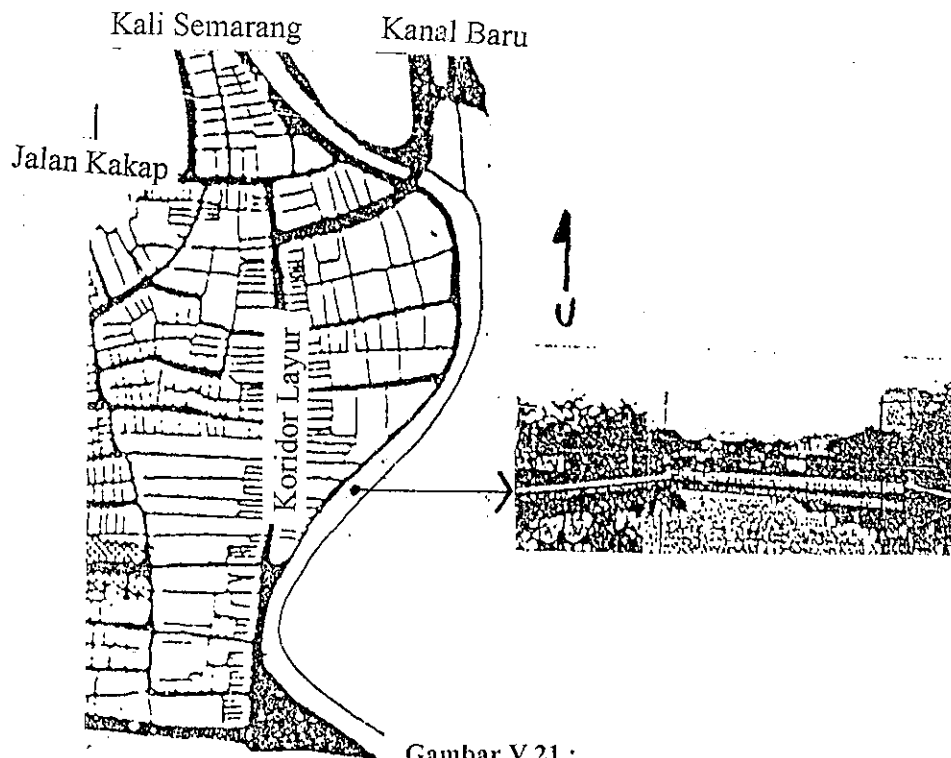 Kali Semarang
Kanal Baru
Jalan Kakap
Koridor Layur
Gambar V.21 :